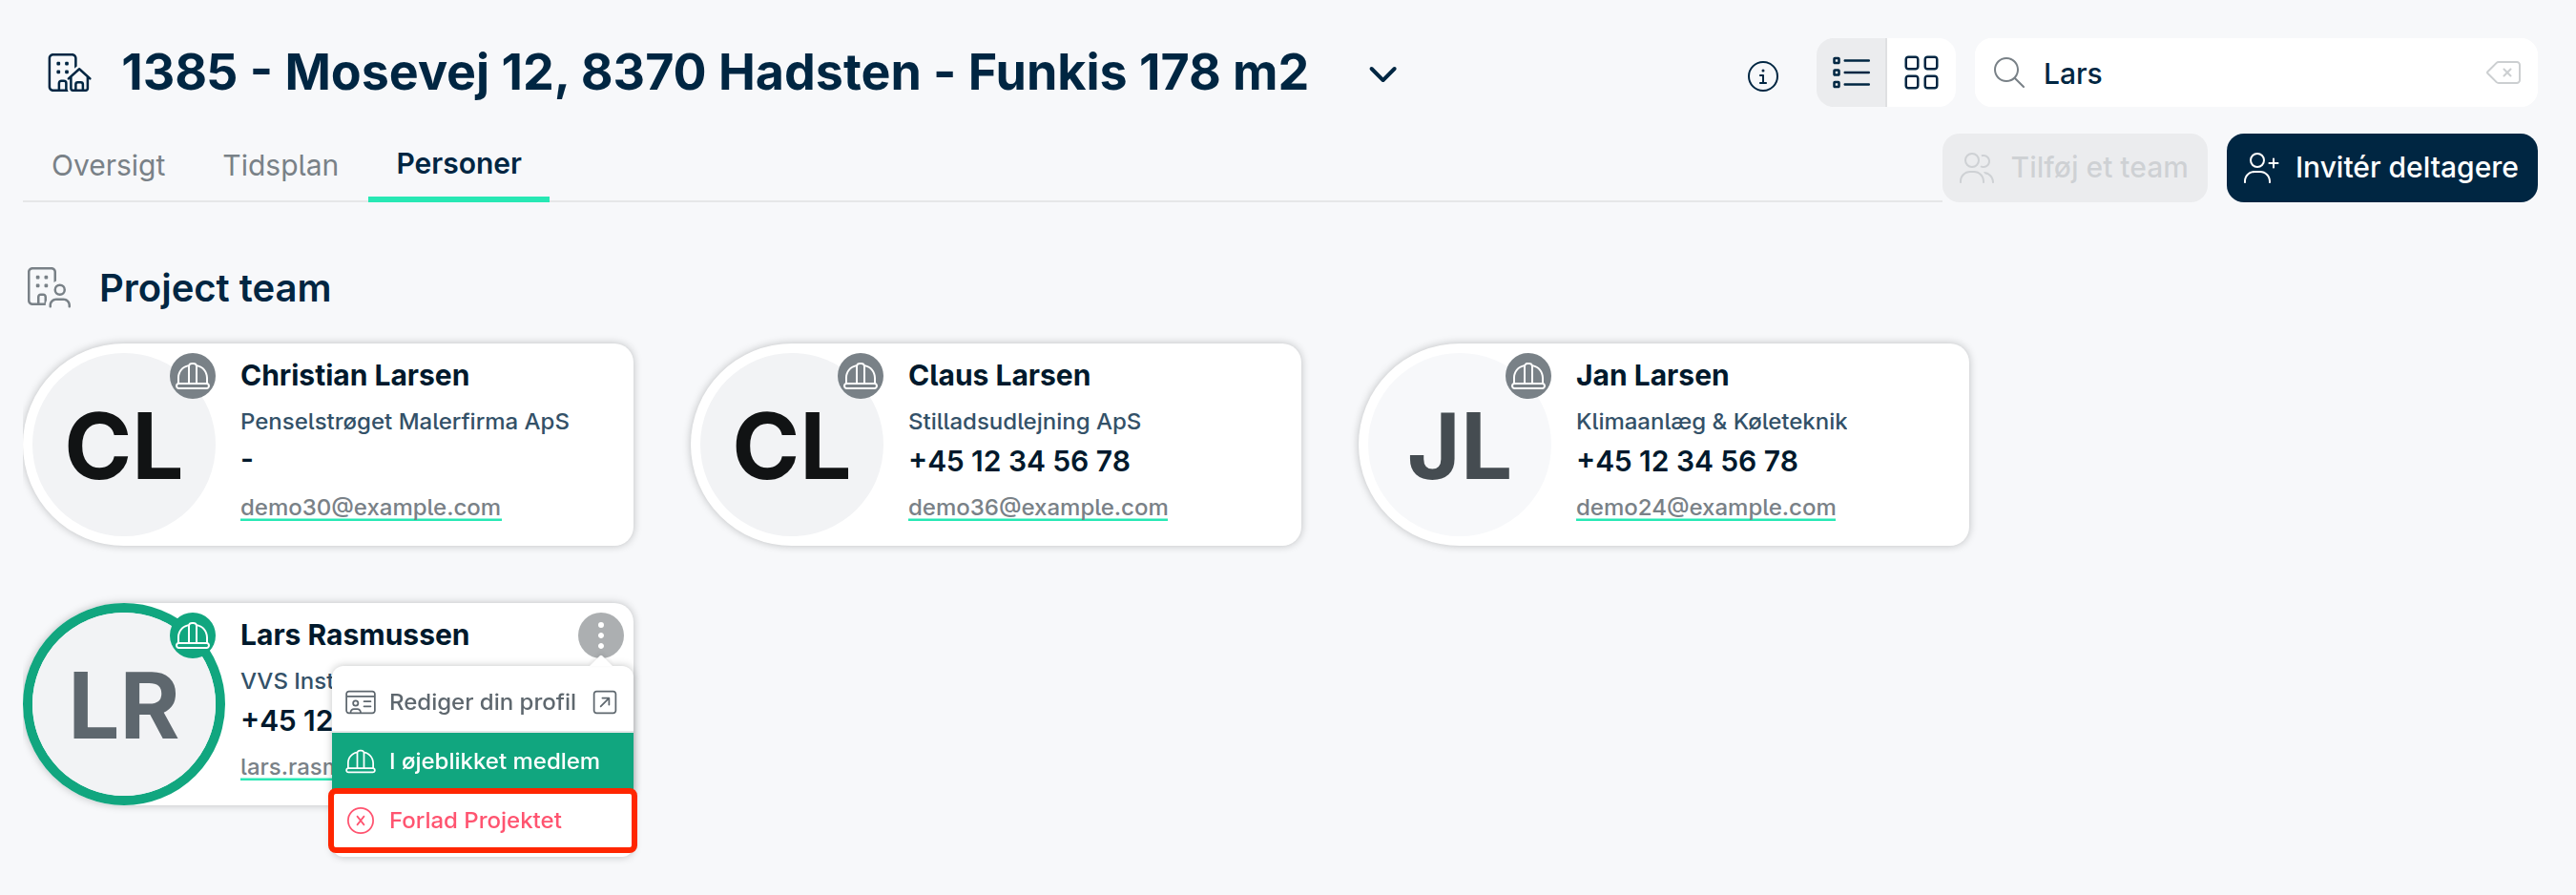 1385 - Mosevej 12, 8370 Hadsten - Funkis 178 m2
Lars
Oversigt
Tidsplan
Personer
Tilføj et team
Invitér deltagere
Project team
CL
Christian Larsen
Penselstrøget Malerfirma ApS
-
demo30@example.com
CL
Claus Larsen
Stilladsudlejning ApS
+45 12 34 56 78
demo36@example.com
JL
Jan Larsen
Klimaanlæg & Køleteknik
+45 12 34 56 78
demo24@example.com
LR
Lars Rasmussen
VVS Inst
+45 12
lars.rasm
Rediger din profil
I øjeblikket medlem
Forlad Projektet